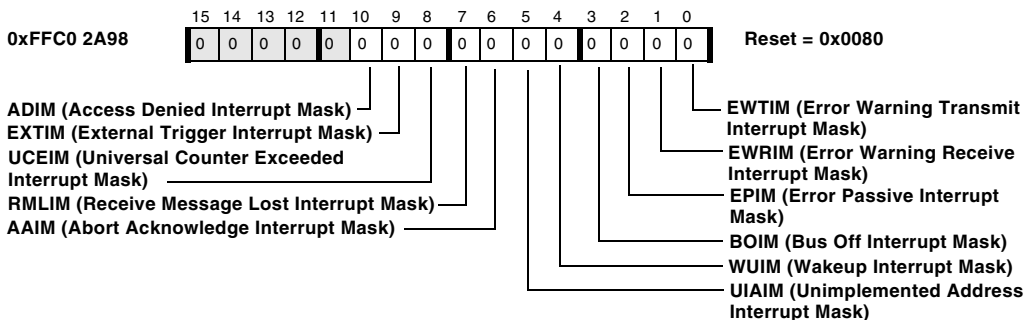 15 14 13 12 11 10 9 8 7 6 5 4 3 2 1 0
0xFFC0 2A98
0 0 0 0 0 0 0 0 0 0 0 0 0 0 0 0
Reset = 0x0080
ADIM (Access Denied Interrupt Mask)
EXTIM (External Trigger Interrupt Mask)
UCEIM (Universal Counter Exceeded
Interrupt Mask)
RMLIM (Receive Message Lost Interrupt Mask)
AAIM (Abort Acknowledge Interrupt Mask)
EWTIM (Error Warning Transmit
Interrupt Mask)
EWRIM (Error Warning Receive
Interrupt Mask)
EPIM (Error Passive Interrupt
Mask)
BOIM (Bus Off Interrupt Mask)
WUIM (Wakeup Interrupt Mask)
UIAIM (Unimplemented Address
Interrupt Mask)